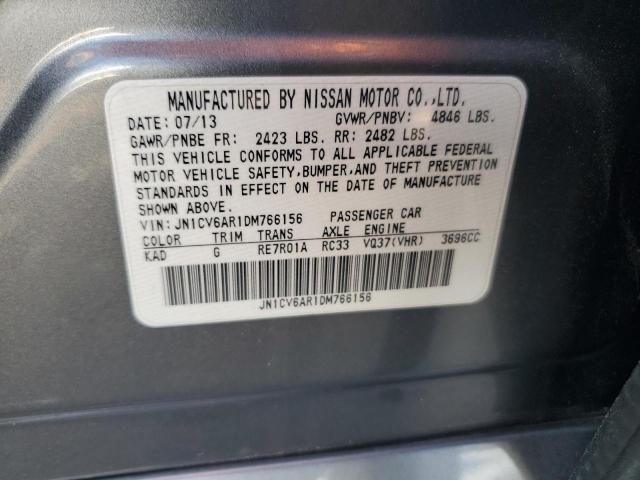 MANUFACTURED BY NISSAN MOTOR CO.,LTD.
DATE: 07/13 GVWR/PNBV: 4846 LBS.
GAWR/PNBE FR: 2423 LBS. RR: 2482 LBS.
THIS VEHICLE CONFORMS TO ALL APPLICABLE FEDERAL
MOTOR VEHICLE SAFETY,BUMPER,AND THEFT PREVENTION
STANDARDS IN EFFECT ON THE DATE OF MANUFACTURE
SHOWN ABOVE.
VIN: JN1CV6AR1DM766156 PASSENGER CAR
COLOR TRIM TRANS AXLE ENGINE
KAD G RE7R01A RC33 VQ37(VHR) 3696CC
JN1CV6AR1DM766156